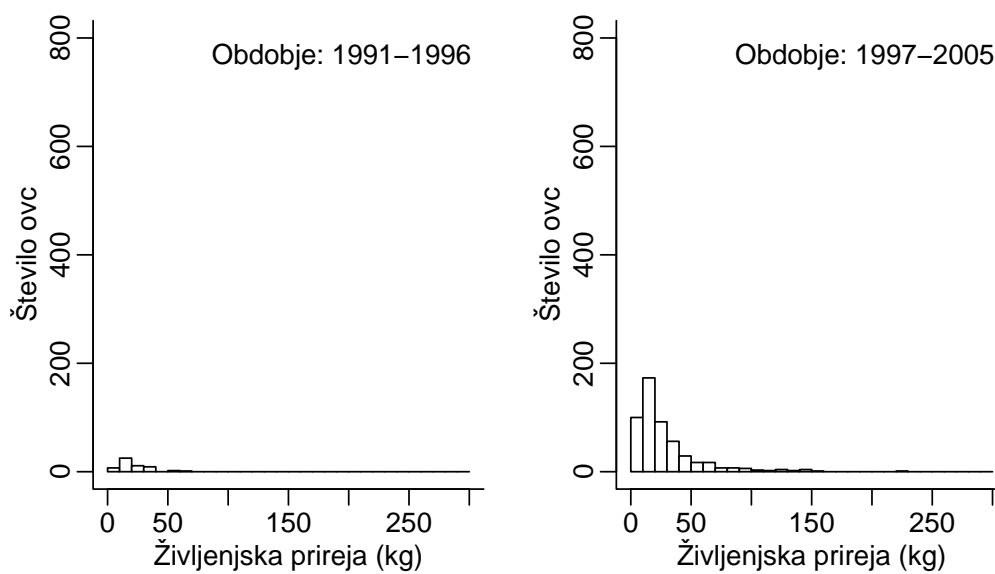 Obdobje: 1991−1996
Število ovc
0
200
400
600
800
0 50 150 250
Življenjska prireja (kg)
Obdobje: 1997−2005
Število ovc
0
200
400
600
800
0 50 150 250
Življenjska prireja (kg)